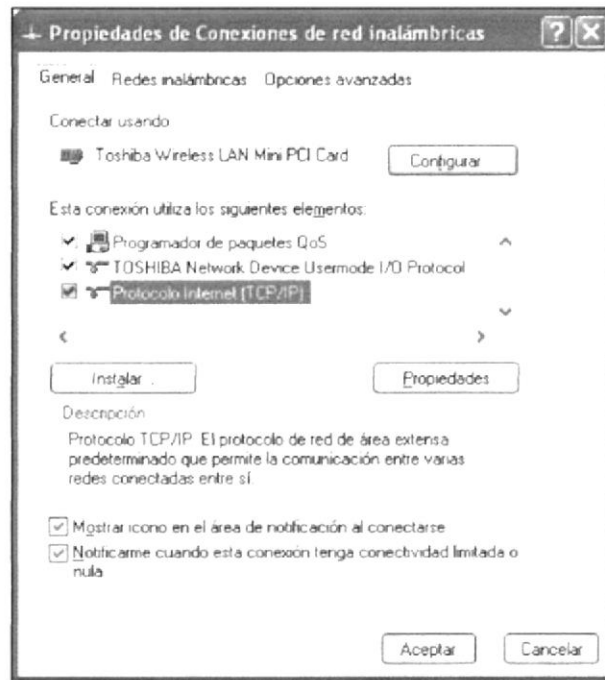 Propiedades de Conexiones de red inalámbricas
General Redes inalámbricas Opciones avanzadas
Conectar usando
Toshiba Wireless LAN Mini PCI Card Configurar
Esta conexión utiliza los siguientes elementos:
Programador de paquetes QoS
TOSHIBA Network Device Usermode I/O Protocol
Protocolo Internet (TCP/IP)
Instalar... Propiedades
Descripción
Protocolo TCP/IP. El protocolo de red de área extensa
predeterminado que permite la comunicación entre varias
redes conectadas entre sí.
Mostrar icono en el área de notificación al conectarse
Notificarme cuando esta conexión tenga conectividad limitada o
nula
Aceptar Cancelar